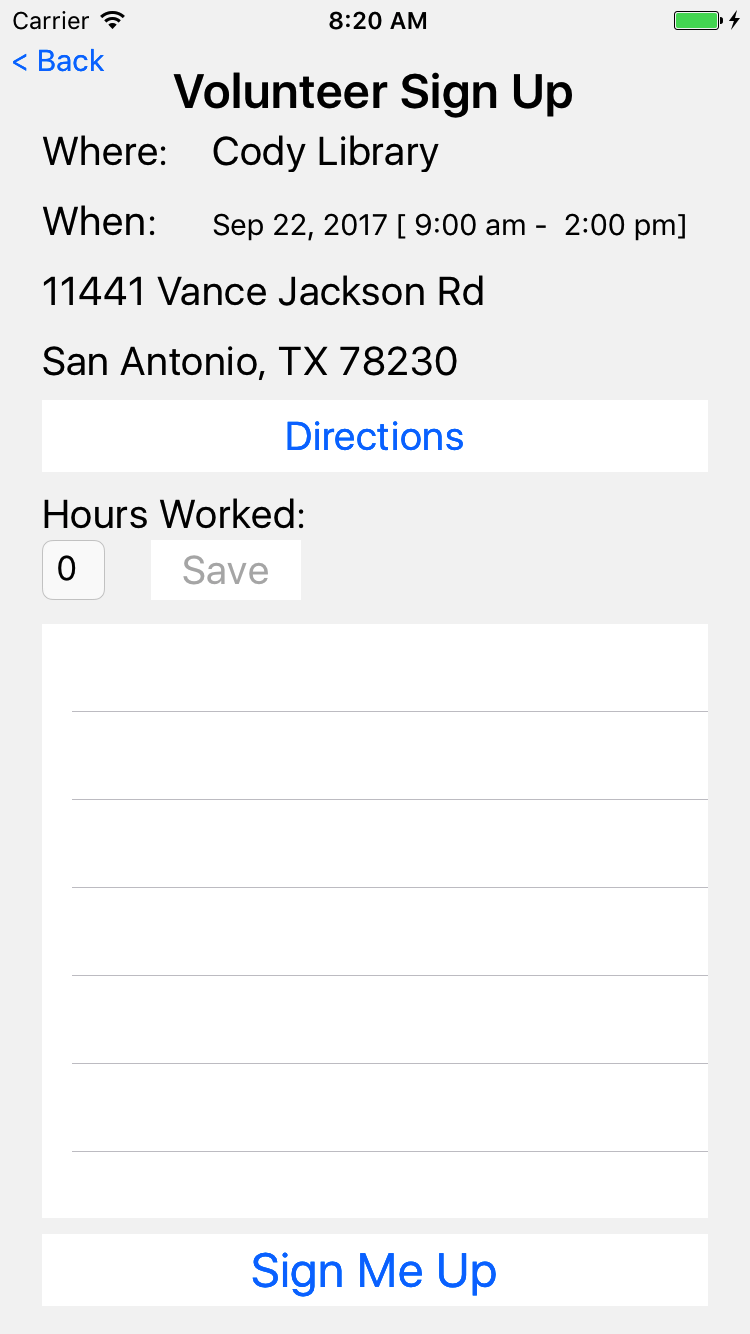 Carrier 8:20 AM
< Back
Volunteer Sign Up
Where: Cody Library
When: Sep 22, 2017 [ 9:00 am -  2:00 pm]
11441 Vance Jackson Rd
San Antonio, TX 78230
Directions
Hours Worked:
0 Save
Sign Me Up